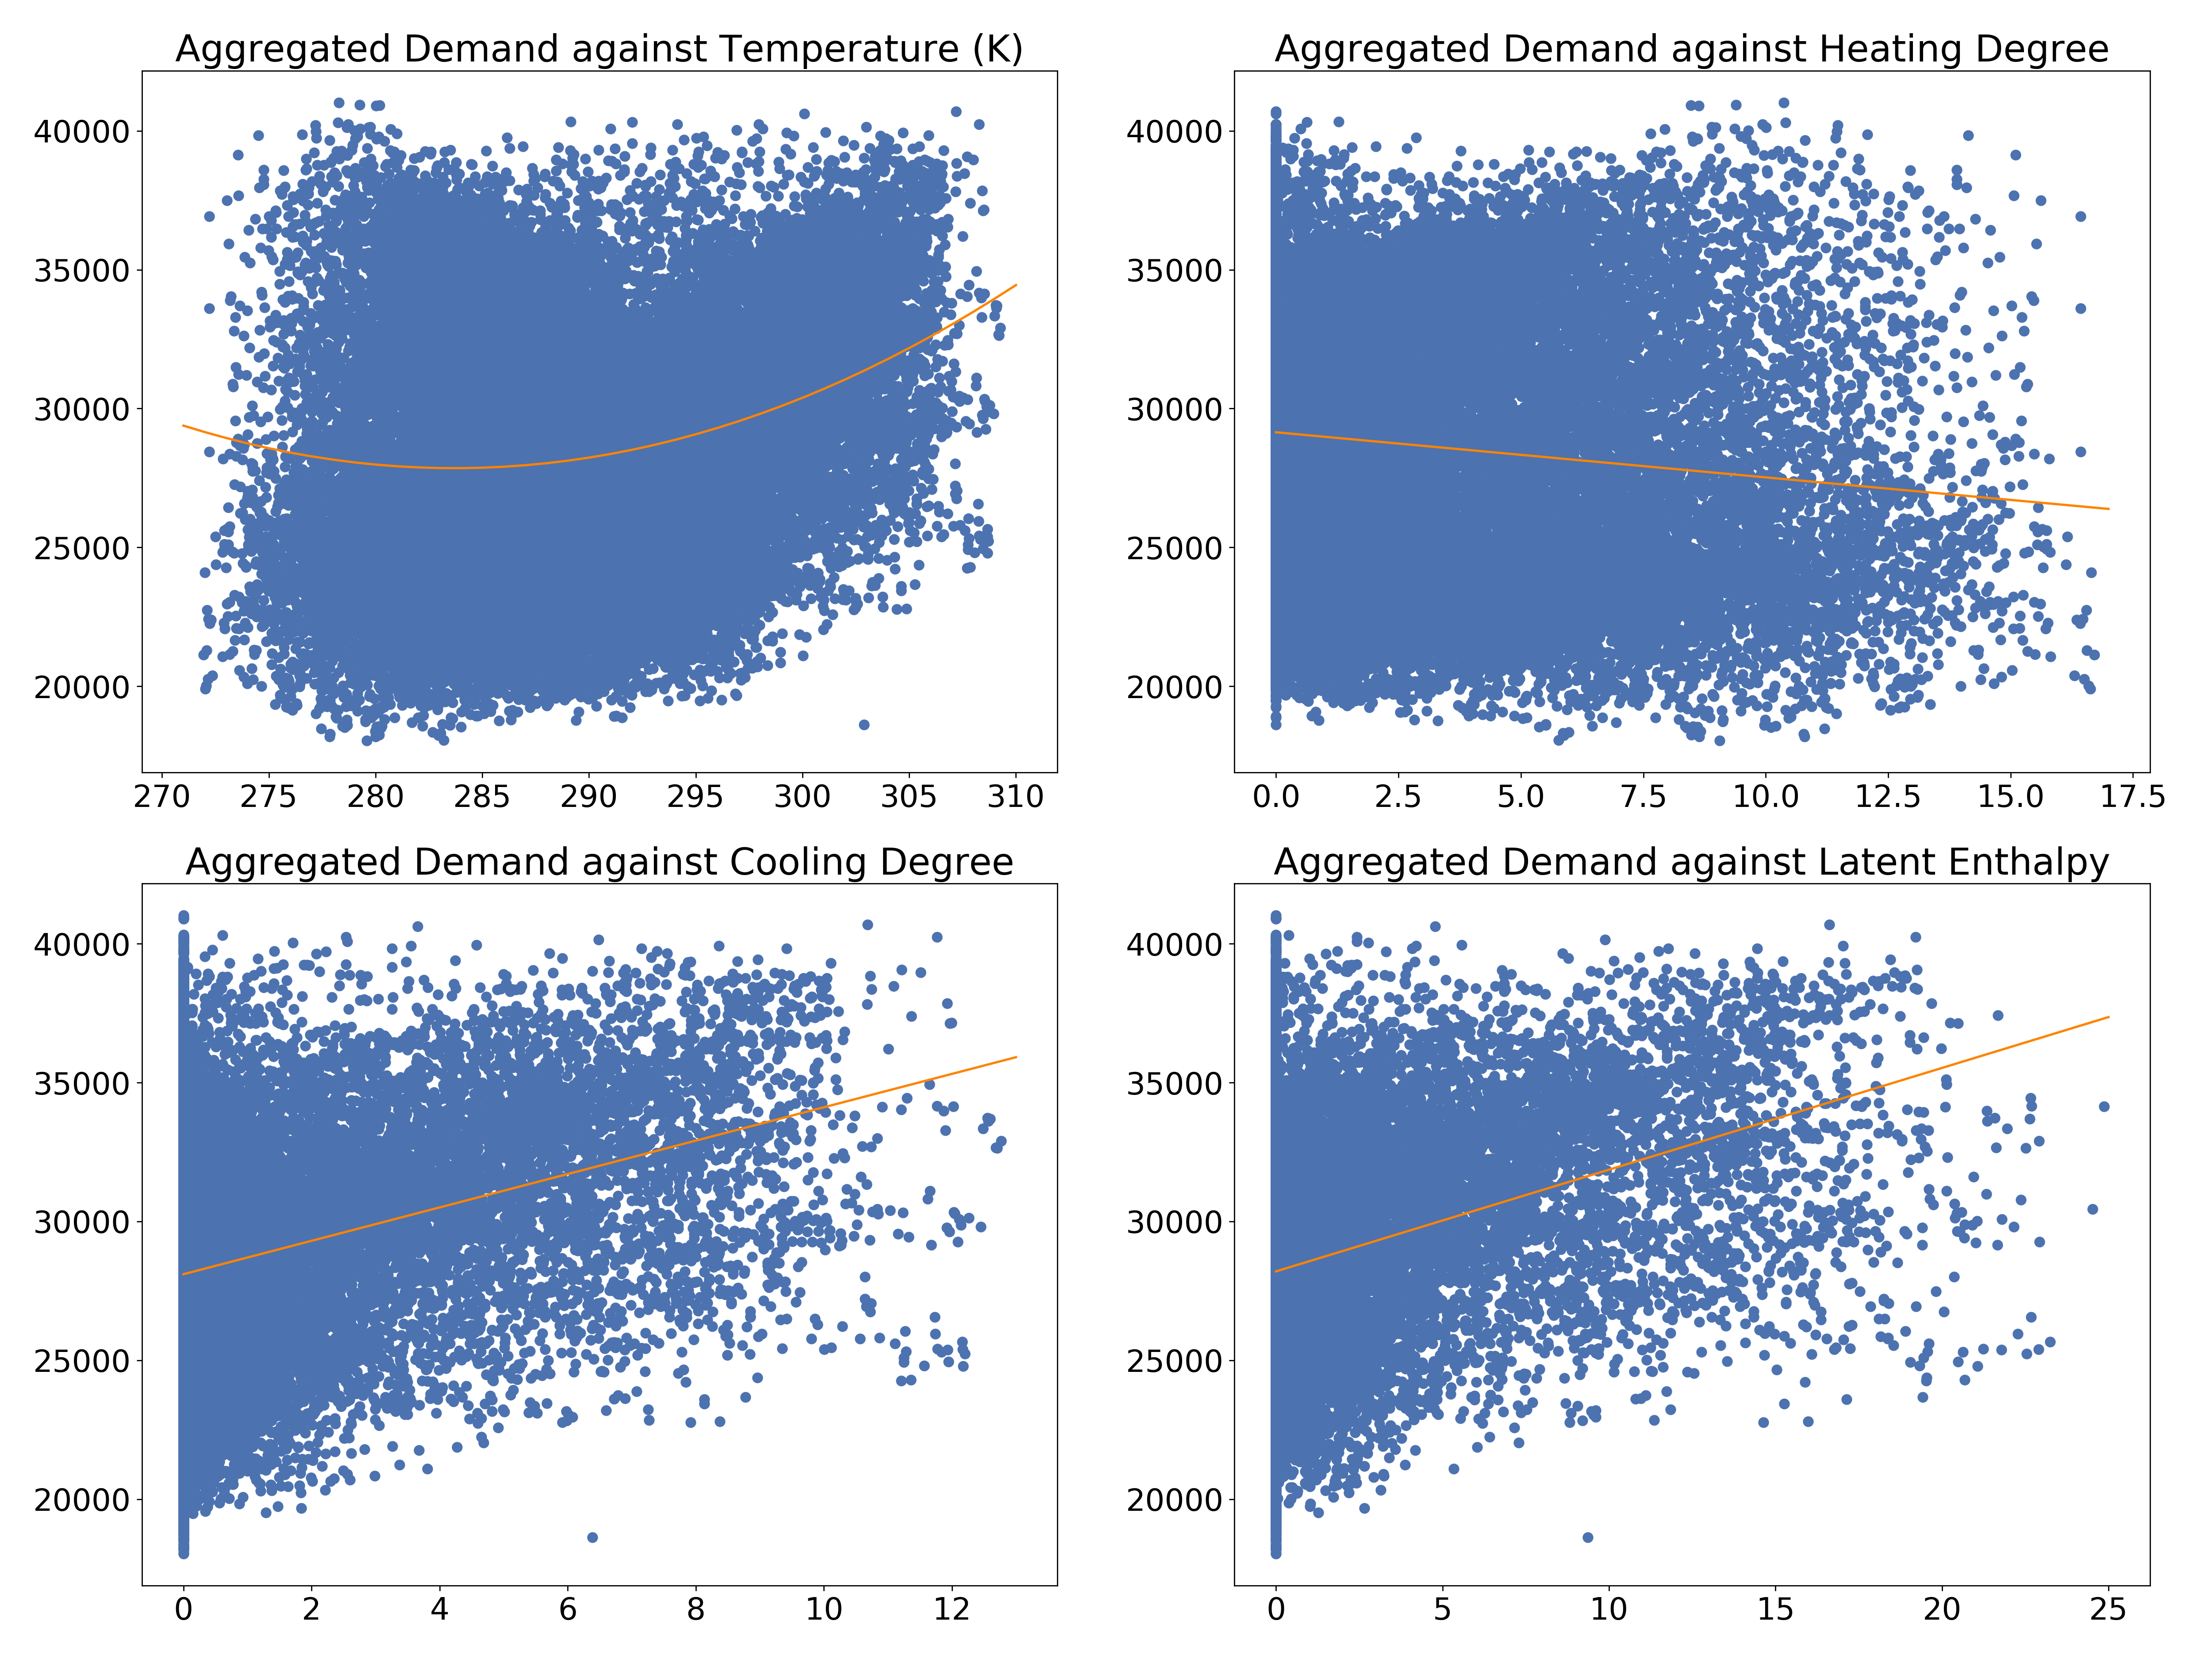 Aggregated Demand against Temperature (K)
40000
35000
30000
25000
20000
270 275 280 285 290 295 300 305 310
Aggregated Demand against Heating Degree
40000
35000
30000
25000
20000
0.0 2.5 5.0 7.5 10.0 12.5 15.0 17.5
Aggregated Demand against Cooling Degree
40000
35000
30000
25000
20000
0 2 4 6 8 10 12
Aggregated Demand against Latent Enthalpy
40000
35000
30000
25000
20000
0 5 10 15 20 25